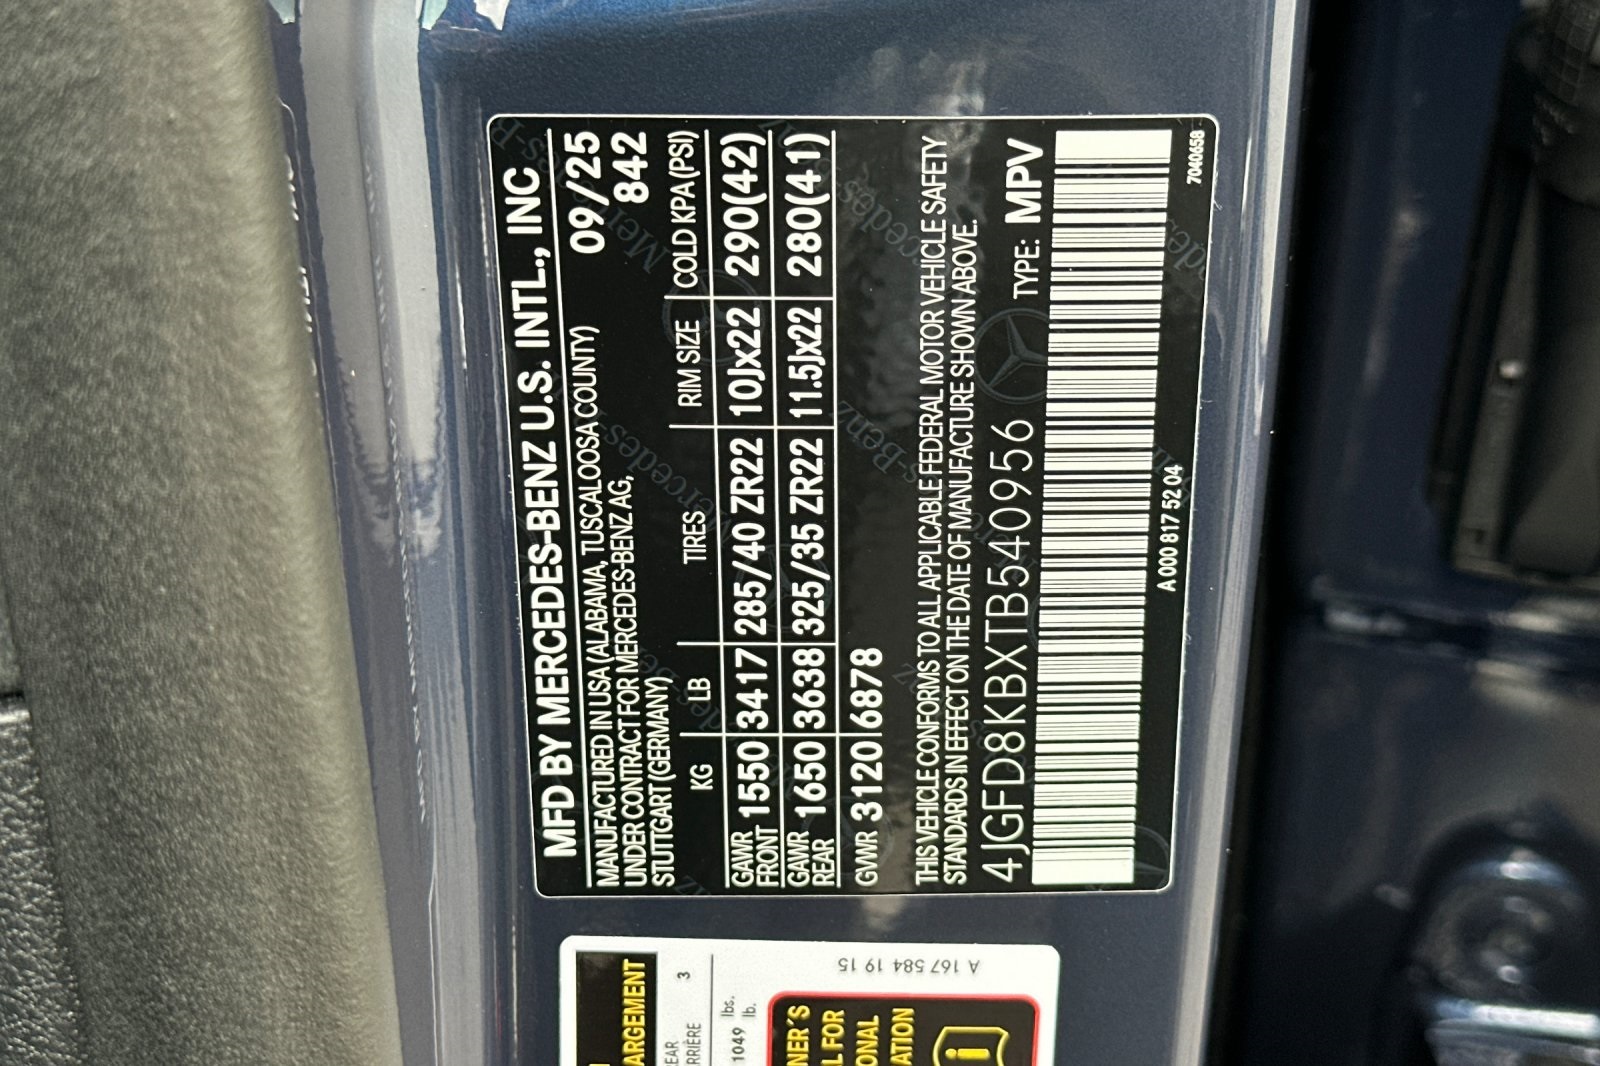 MFD BY MERCEDES-BENZ U.S. INTL., INC
MANUFACTURED IN USA (ALABAMA, TUSCALOOSA COUNTY) 09/25
UNDER CONTRACT FOR MERCEDES-BENZ AG, 842
STUTTGART (GERMANY)
KG LB TIRES RIM SIZE COLD KPA (PSI)
GAWR FRONT 1550 3417 285/40 ZR22 10Jx22 290(42)
GAWR REAR 1650 3638 325/35 ZR22 11.5Jx22 280(41)
GVWR 3120 6878
THIS VEHICLE CONFORMS TO ALL APPLICABLE FEDERAL MOTOR VEHICLE SAFETY
STANDARDS IN EFFECT ON THE DATE OF MANUFACTURE SHOWN ABOVE.
4JGFD8KBXTB540956 TYPE: MPV
A 000 817 52 04
7040658
3
1049 lbs.
lb.
A 167 584 19 15